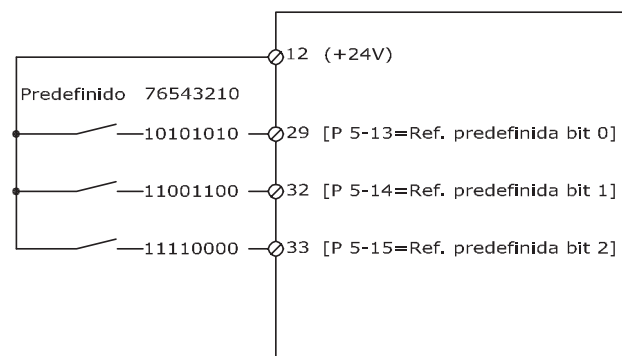 12 (+24V)
Predefinido 76543210
10101010 29 [P 5-13=Ref. predefinida bit 0]
11001100 32 [P 5-14=Ref. predefinida bit 1]
11110000 33 [P 5-15=Ref. predefinida bit 2]